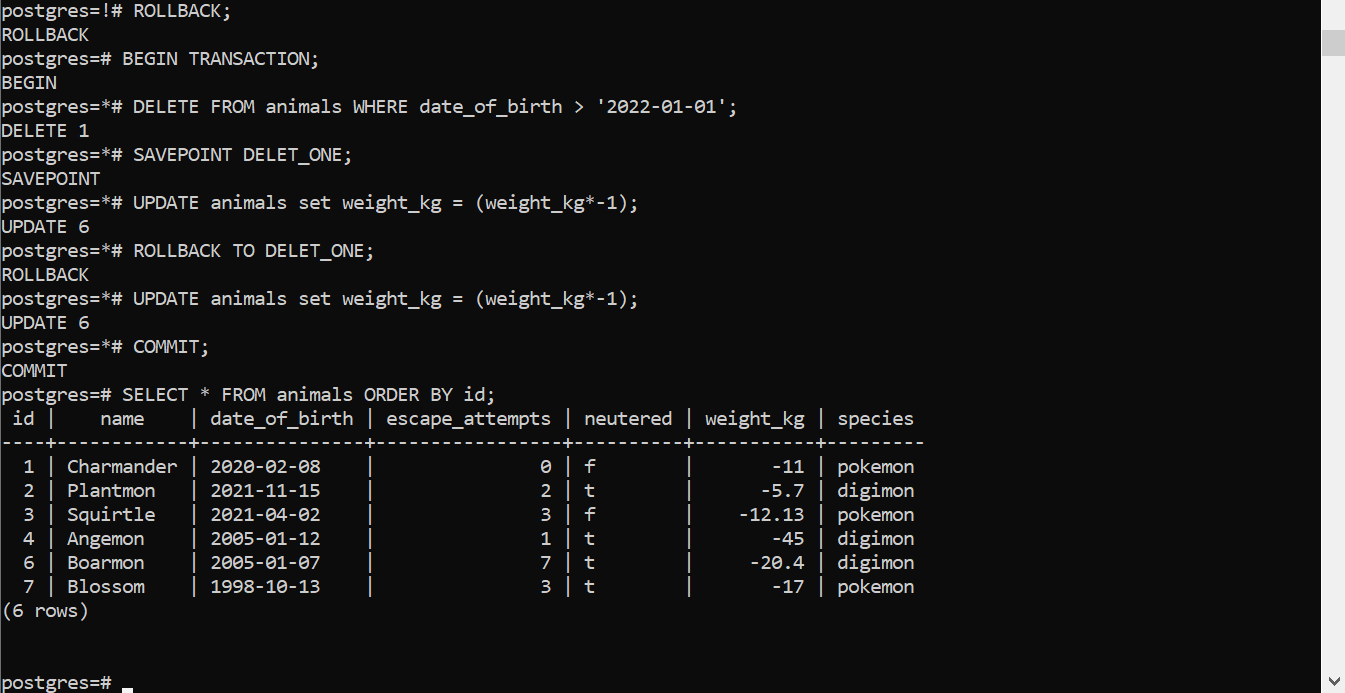 postgres=!# ROLLBACK;
ROLLBACK
postgres=# BEGIN TRANSACTION;
BEGIN
postgres=*# DELETE FROM animals WHERE date_of_birth > '2022-01-01';
DELETE 1
postgres=*# SAVEPOINT DELET_ONE;
SAVEPOINT
postgres=*# UPDATE animals set weight_kg = (weight_kg*-1);
UPDATE 6
postgres=*# ROLLBACK TO DELET_ONE;
ROLLBACK
postgres=*# UPDATE animals set weight_kg = (weight_kg*-1);
UPDATE 6
postgres=*# COMMIT;
COMMIT
postgres=# SELECT * FROM animals ORDER BY id;
 id |    name    | date_of_birth | escape_attempts | neutered | weight_kg | species
----+------------+---------------+-----------------+----------+-----------+---------
  1 | Charmander | 2020-02-08    |               0 | f        |       -11 | pokemon
  2 | Plantmon   | 2021-11-15    |               2 | t        |      -5.7 | digimon
  3 | Squirtle   | 2021-04-02    |               3 | f        |    -12.13 | pokemon
  4 | Angemon    | 2005-01-12    |               1 | t        |       -45 | digimon
  6 | Boarmon    | 2005-01-07    |               7 | t        |     -20.4 | digimon
  7 | Blossom    | 1998-10-13    |               3 | t        |       -17 | pokemon
(6 rows)
postgres=#